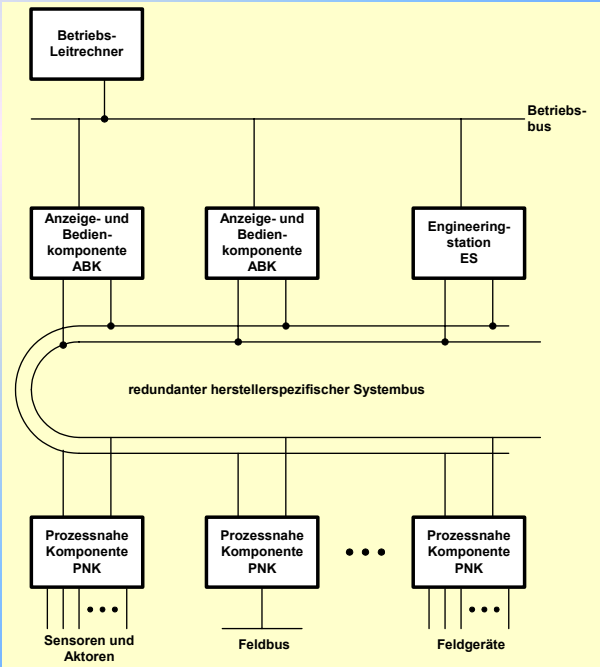 Betriebs-
Leitrechner
Betriebs-
bus
Anzeige- und
Bedien-
komponente
ABK
Anzeige- und
Bedien-
komponente
ABK
Engineering-
station
ES
redundanter herstellerspezifischer Systembus
Prozessnahe
Komponente
PNK
Prozessnahe
Komponente
PNK
Prozessnahe
Komponente
PNK
Sensoren und
Aktoren
Feldbus
Feldgeräte